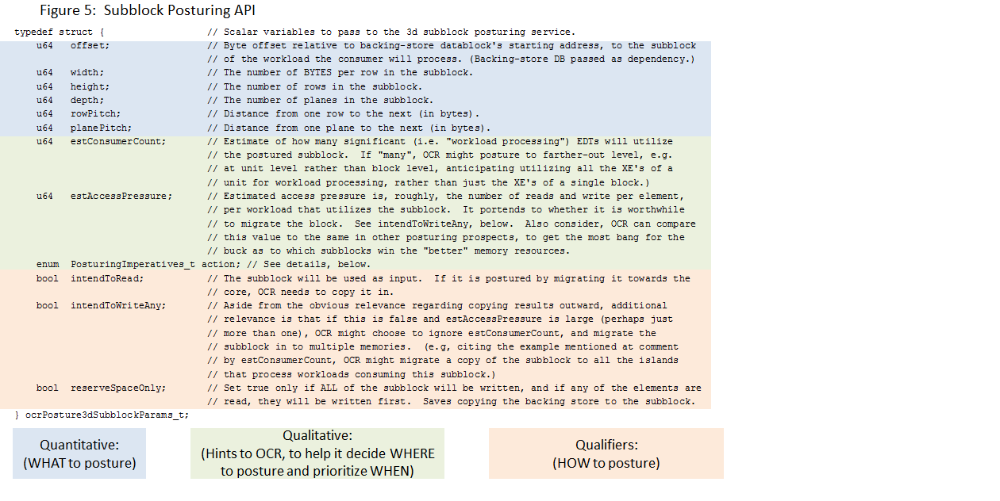 Figure 5:  Subblock Posturing API
typedef struct {                   // Scalar variables to pass to the 3d subblock posturing service.
    u64   offset;                  // Byte offset relative to backing-store datablock's starting address, to the subblock
                                   // of the workload the consumer will process. (Backing-store DB passed as dependency.)
    u64   width;                   // The number of BYTES per row in the subblock.
    u64   height;                  // The number of rows in the subblock.
    u64   depth;                   // The number of planes in the subblock.
    u64   rowPitch;                // Distance from one row to the next (in bytes).
    u64   planePitch;              // Distance from one plane to the next (in bytes).
    u64   estConsumerCount;        // Estimate of how many significant (i.e. "workload processing") EDTs will utilize
                                   // the postured subblock.  If "many", OCR might posture to farther-out level, e.g.
                                   // at unit level rather than block level, anticipating utilizing all the XE's of a
                                   // unit for workload processing, rather than just the XE's of a single block.)
    u64   estAccessPressure;       // Estimated access pressure is, roughly, the number of reads and write per element,
                                   // per workload that utilizes the subblock.  It portends to whether it is worthwhile
                                   // to migrate the block.  See intendToWriteAny, below.  Also consider, OCR can compare
                                   // this value to the same in other posturing prospects, to get the most bang for the
                                   // buck as to which subblocks win the "better" memory resources.
    enum  PosturingImperatives_t action; // See details, below.
    bool  intendToRead;            // The subblock will be used as input.  If it is postured by migrating it towards the
                                   // core, OCR needs to copy it in.
    bool  intendToWriteAny;        // Aside from the obvious relevance regarding copying results outward, additional
                                   // relevance is that if this is false and estAccessPressure is large (perhaps just
                                   // more than one), OCR might choose to ignore estConsumerCount, and migrate the
                                   // subblock in to multiple memories.  (e.g, citing the example mentioned at comment
                                   // by estConsumerCount, OCR might migrate a copy of the subblock to all the islands
                                   // that process workloads consuming this subblock.)
    bool  reserveSpaceOnly;        // Set true only if ALL of the subblock will be written, and if any of the elements are
                                   // read, they will be written first.  Saves copying the backing store to the subblock.
} ocrPosture3dSubblockParams_t;
Quantitative:
(WHAT to posture)
Qualitative:
(Hints to OCR, to help it decide WHERE
to posture and prioritize WHEN)
Qualifiers:
(HOW to posture)